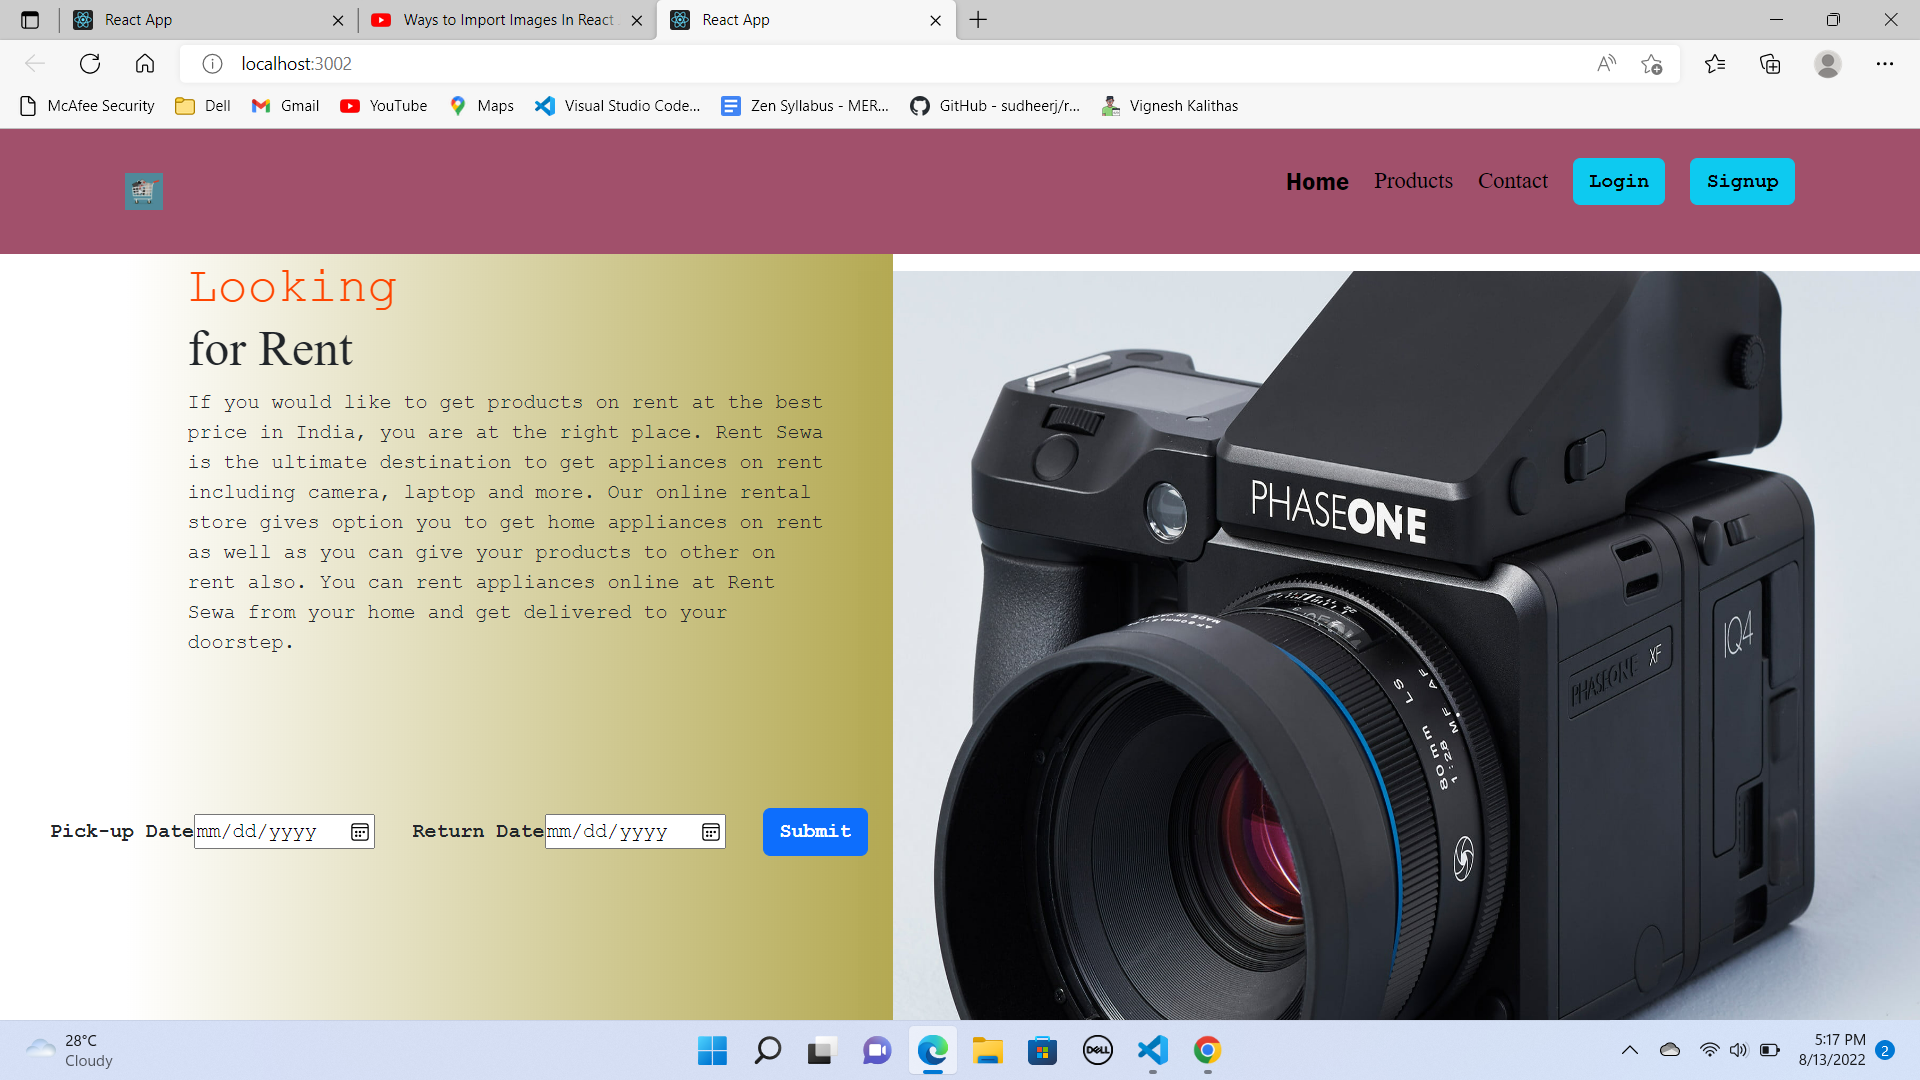 React App
Ways to Import Images In React
React App
localhost:3002
McAfee Security
Dell
Gmail
YouTube
Maps
Visual Studio Code...
Zen Syllabus - MER...
GitHub - sudheerj/r...
Vignesh Kalithas
Home
Products
Contact
Login
Signup
Looking
for Rent
If you would like to get products on rent at the best
price in India, you are at the right place. Rent Sewa
is the ultimate destination to get appliances on rent
including camera, laptop and more. Our online rental
store gives option you to get home appliances on rent
as well as you can give your products to other on
rent also. You can rent appliances online at Rent
Sewa from your home and get delivered to your
doorstep.
Pick-up Date
mm/dd/yyyy
Return Date
mm/dd/yyyy
Submit
PHASEONE
IQ4
PHASEONE XF
LS AF
MF
80mm
1:2.8
28°C
Cloudy
DELL
5:17 PM
8/13/2022
2